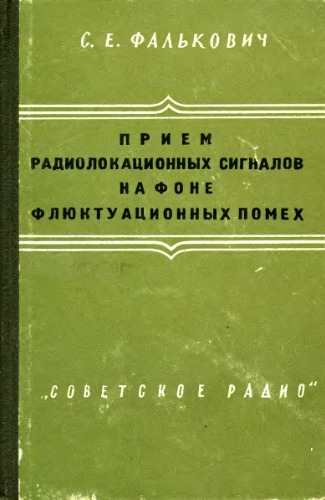 С. Е. ФАЛЬКОВИЧ
ПРИЕМ
РАДИОЛОКАЦИОННЫХ СИГНАЛОВ
НА ФОНЕ
ФЛЮКТУАЦИОННЫХ ПОМЕХ
„СОВЕТСКОЕ РАДИО"